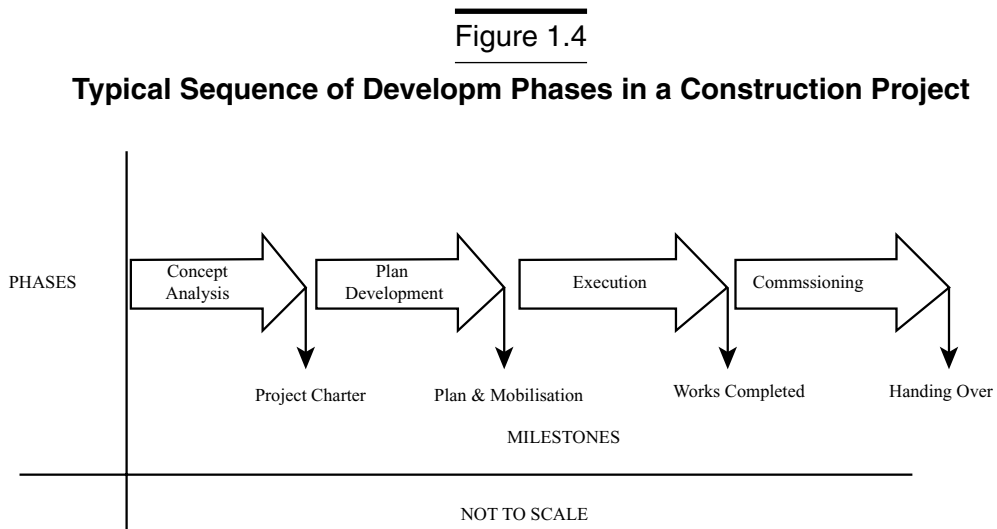 Figure 1.4
Typical Sequence of Developm Phases in a Construction Project
PHASES
Concept
Analysis
Plan
Development
Execution
Commssioning
Project Charter
Plan & Mobilisation
Works Completed
Handing Over
MILESTONES
NOT TO SCALE